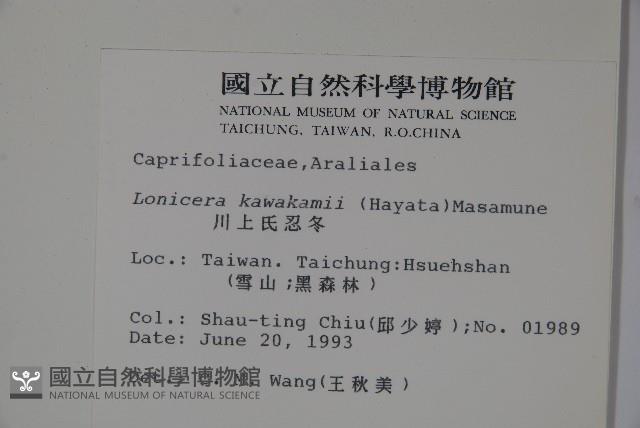 國立自然科學博物館
NATIONAL MUSEUM OF NATURAL SCIENCE
TAICHUNG, TAIWAN, R.O.CHINA
Caprifoliaceae,Araliales
Lonicera kawakamii (Hayata)Masamune
川上氏忍冬
Loc.: Taiwan. Taichung:Hsuehshan
(雪山;黑森林)
Col.: Shau-ting Chiu(邱少婷);No. 01989
Date: June 20, 1993
Wang(王秋美)
國立自然科學博物館
NATIONAL MUSEUM OF NATURAL SCIENCE